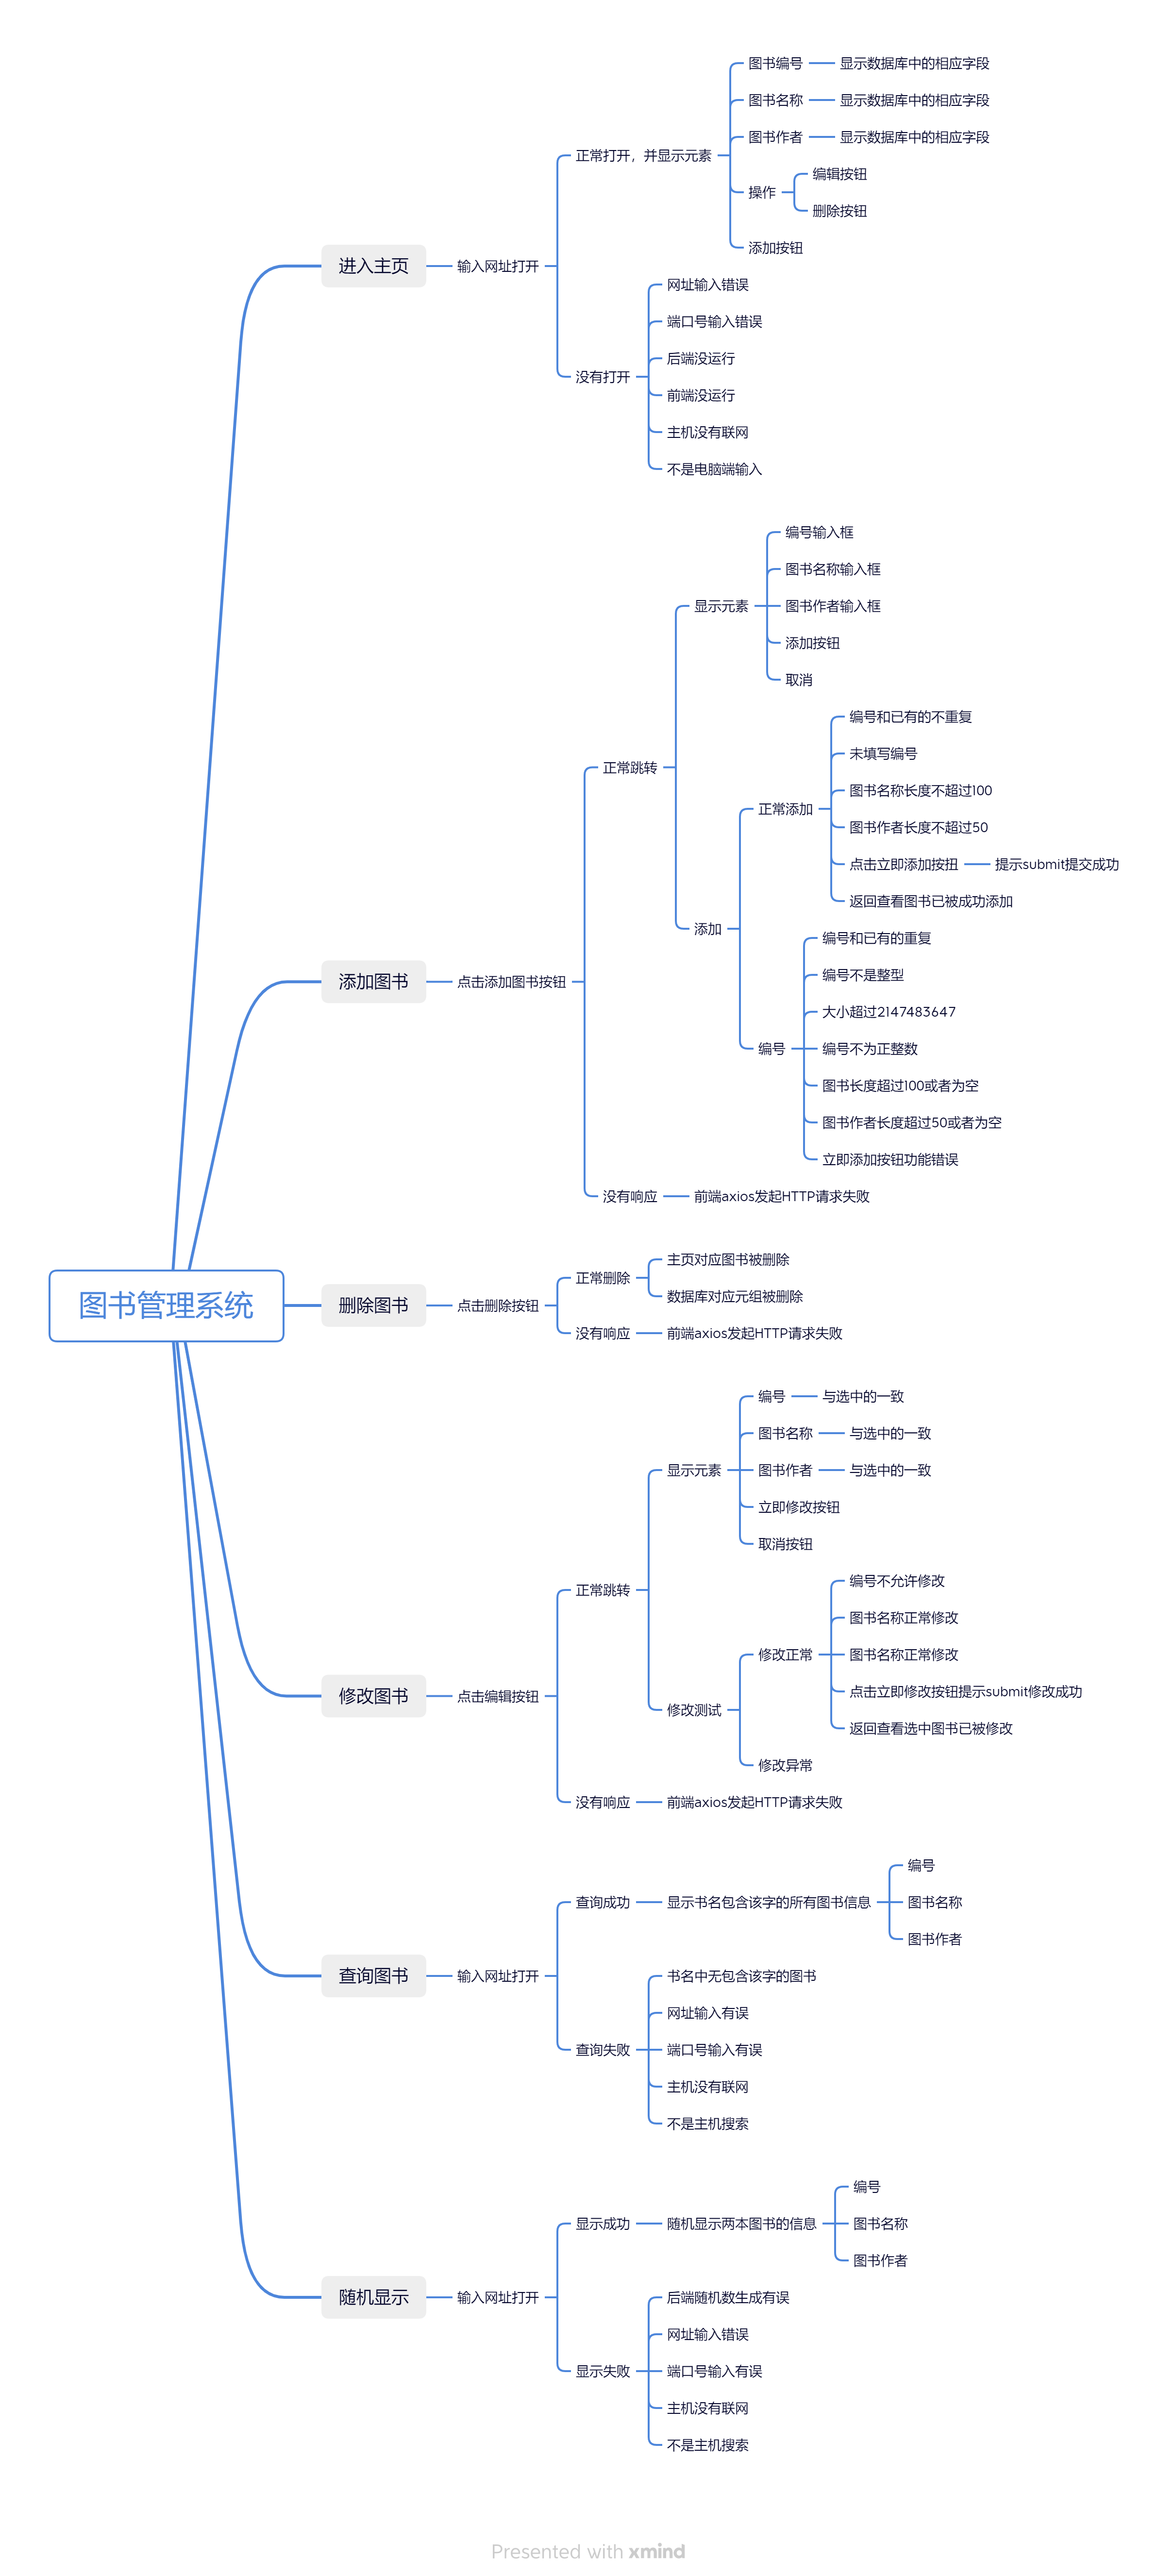 图书管理系统
进入主页
输入网址打开
正常打开，并显示元素
图书编号
显示数据库中的相应字段
图书名称
显示数据库中的相应字段
图书作者
显示数据库中的相应字段
操作
编辑按钮
删除按钮
添加按钮
没有打开
网址输入错误
端口号输入错误
后端没运行
前端没运行
主机没有联网
不是电脑端输入
添加图书
点击添加图书按钮
正常跳转
显示元素
编号输入框
图书名称输入框
图书作者输入框
添加按钮
取消
添加
正常添加
编号和已有的不重复
未填写编号
图书名称长度不超过100
图书作者长度不超过50
点击立即添加按扭
提示submit提交成功
返回查看图书已被成功添加
编号
编号和已有的重复
编号不是整型
大小超过2147483647
编号不为正整数
图书长度超过100或者为空
图书作者长度超过50或者为空
立即添加按钮功能错误
没有响应
前端axios发起HTTP请求失败
删除图书
点击删除按钮
正常删除
主页对应图书被删除
数据库对应元组被删除
没有响应
前端axios发起HTTP请求失败
修改图书
点击编辑按钮
正常跳转
显示元素
编号
与选中的一致
图书名称
与选中的一致
图书作者
与选中的一致
立即修改按钮
取消按钮
修改测试
修改正常
编号不允许修改
图书名称正常修改
图书名称正常修改
点击立即修改按钮提示submit修改成功
返回查看选中图书已被修改
修改异常
没有响应
前端axios发起HTTP请求失败
查询图书
输入网址打开
查询成功
显示书名包含该字的所有图书信息
编号
图书名称
图书作者
查询失败
书名中无包含该字的图书
网址输入有误
端口号输入有误
主机没有联网
不是主机搜索
随机显示
输入网址打开
显示成功
随机显示两本图书的信息
编号
图书名称
图书作者
显示失败
后端随机数生成有误
网址输入错误
端口号输入有误
主机没有联网
不是主机搜索
Presented with xmind